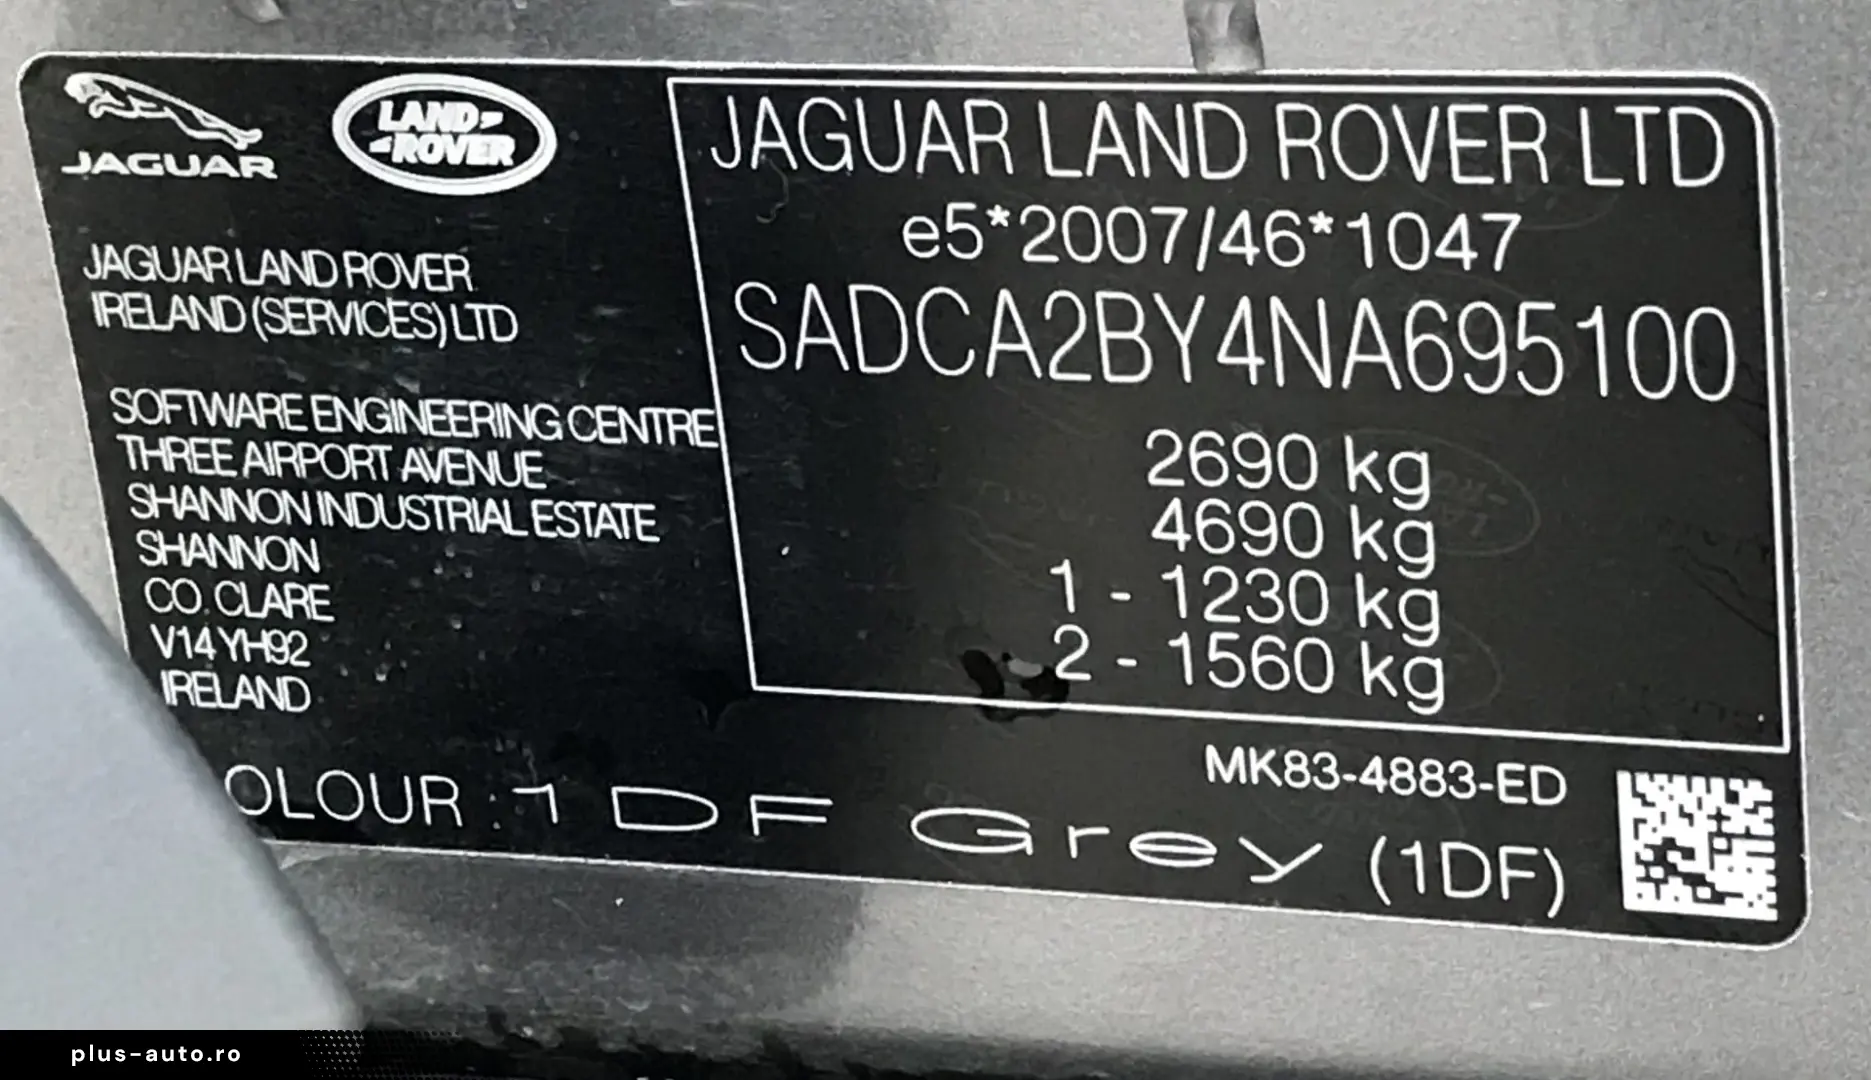 JAGUAR
LAND-
-ROVER
JAGUAR LAND ROVER
IRELAND (SERVICES) LTD
SOFTWARE ENGINEERING CENTRE
THREE AIRPORT AVENUE
SHANNON INDUSTRIAL ESTATE
SHANNON
CO. CLARE
V14 YH92
IRELAND
JAGUAR LAND ROVER LTD
e5*2007/46*1047
SADCA2BY4NA695100
2690 kg
4690 kg
1 - 1230 kg
2 - 1560 kg
MK83-4883-ED
OLOUR : 1DF Grey (1DF)
plus-auto.ro